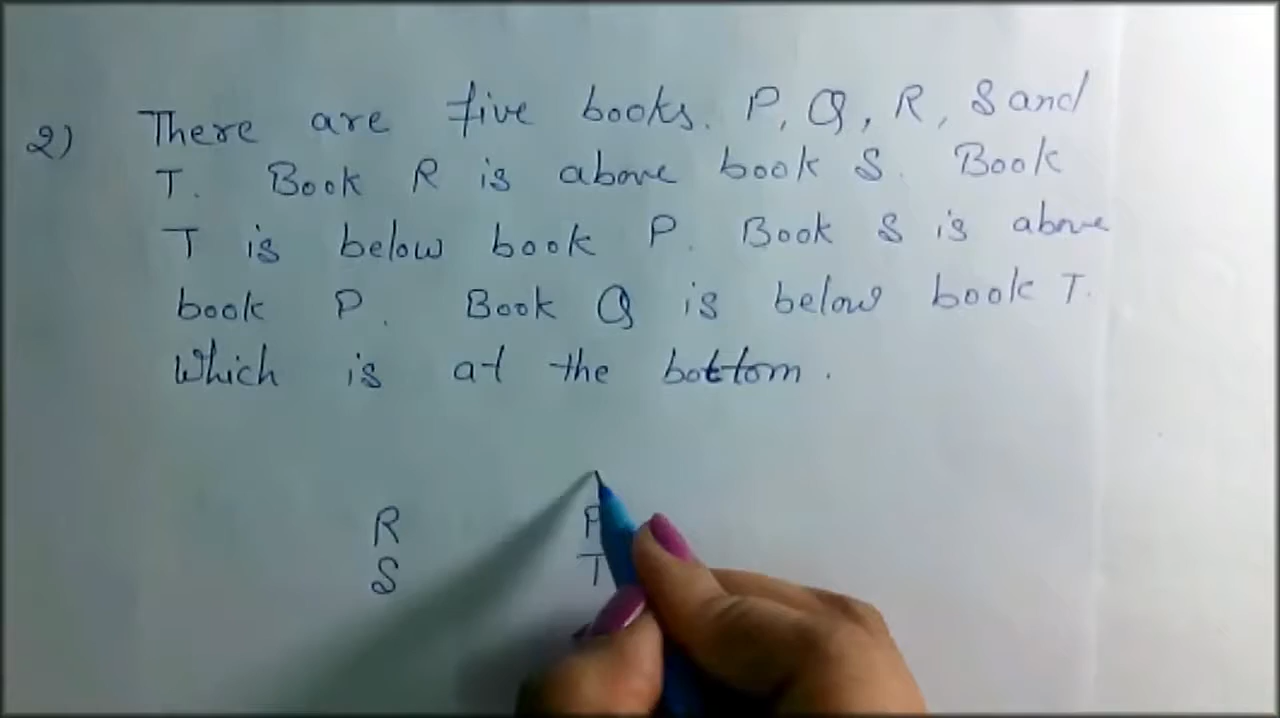 2) There are five books. P, Q, R, S and
T. Book R is above book S. Book
T is below book P. Book S is above
book P. Book Q is below book T.
Which is at the bottom.
R P
S T